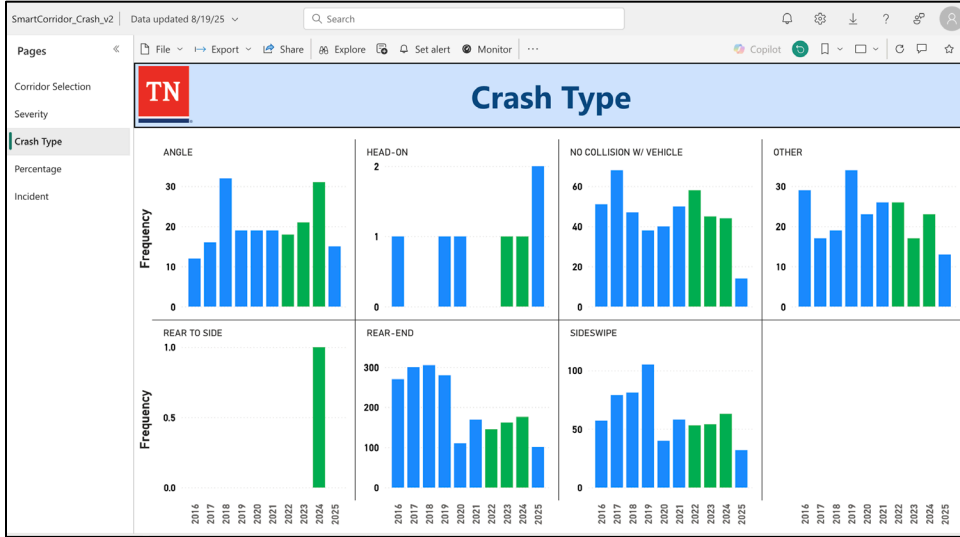 SmartCorridor_Crash_v2 Data updated 8/19/25 Search
Pages File Export Share Explore Set alert Monitor ... Copilot
Corridor Selection
Severity
Crash Type
Percentage
Incident
TN
Crash Type
ANGLE
Frequency
30
20
10
0
HEAD-ON
2
1
0
NO COLLISION W/ VEHICLE
60
40
20
0
OTHER
30
20
10
0
REAR TO SIDE
Frequency
1.0
0.5
0.0
2016 2017 2018 2019 2020 2021 2022 2023 2024 2025
REAR-END
300
200
100
0
2016 2017 2018 2019 2020 2021 2022 2023 2024 2025
SIDESWIPE
100
50
0
2016 2017 2018 2019 2020 2021 2022 2023 2024 2025
2016 2017 2018 2019 2020 2021 2022 2023 2024 2025